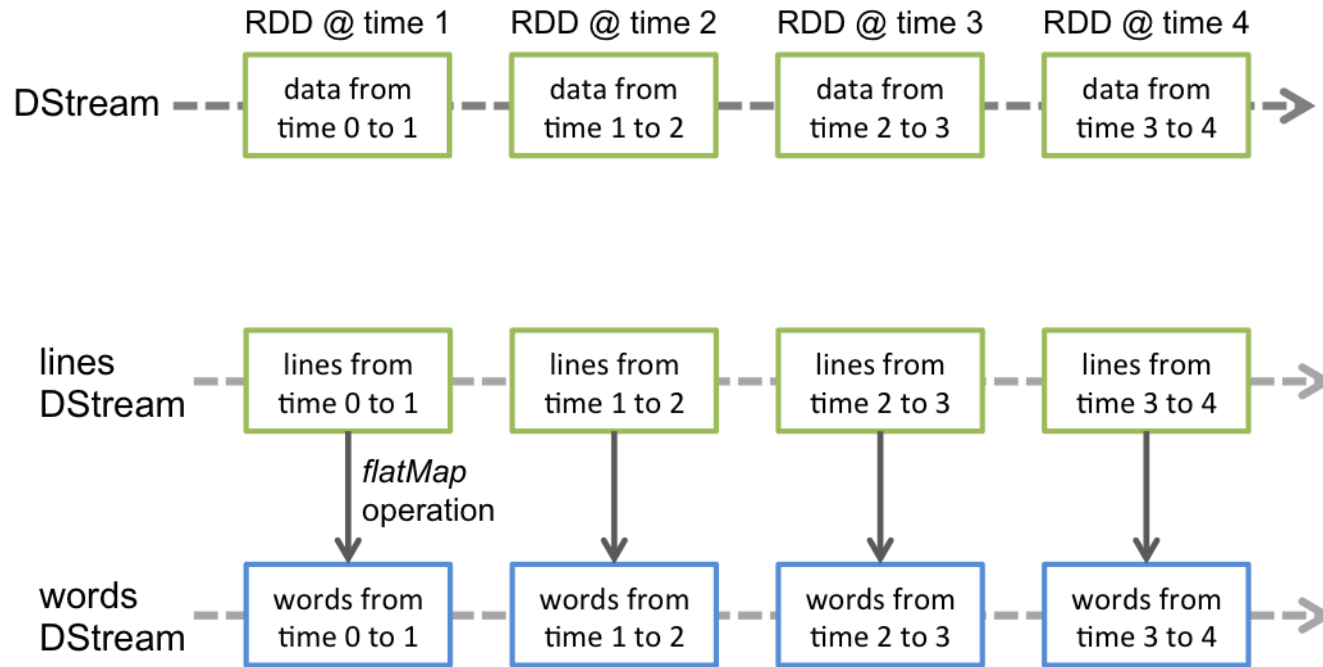 RDD @ time 1 RDD @ time 2 RDD @ time 3 RDD @ time 4
DStream
data from
time 0 to 1
data from
time 1 to 2
data from
time 2 to 3
data from
time 3 to 4
lines
DStream
lines from
time 0 to 1
lines from
time 1 to 2
lines from
time 2 to 3
lines from
time 3 to 4
flatMap
operation
words
DStream
words from
time 0 to 1
words from
time 1 to 2
words from
time 2 to 3
words from
time 3 to 4